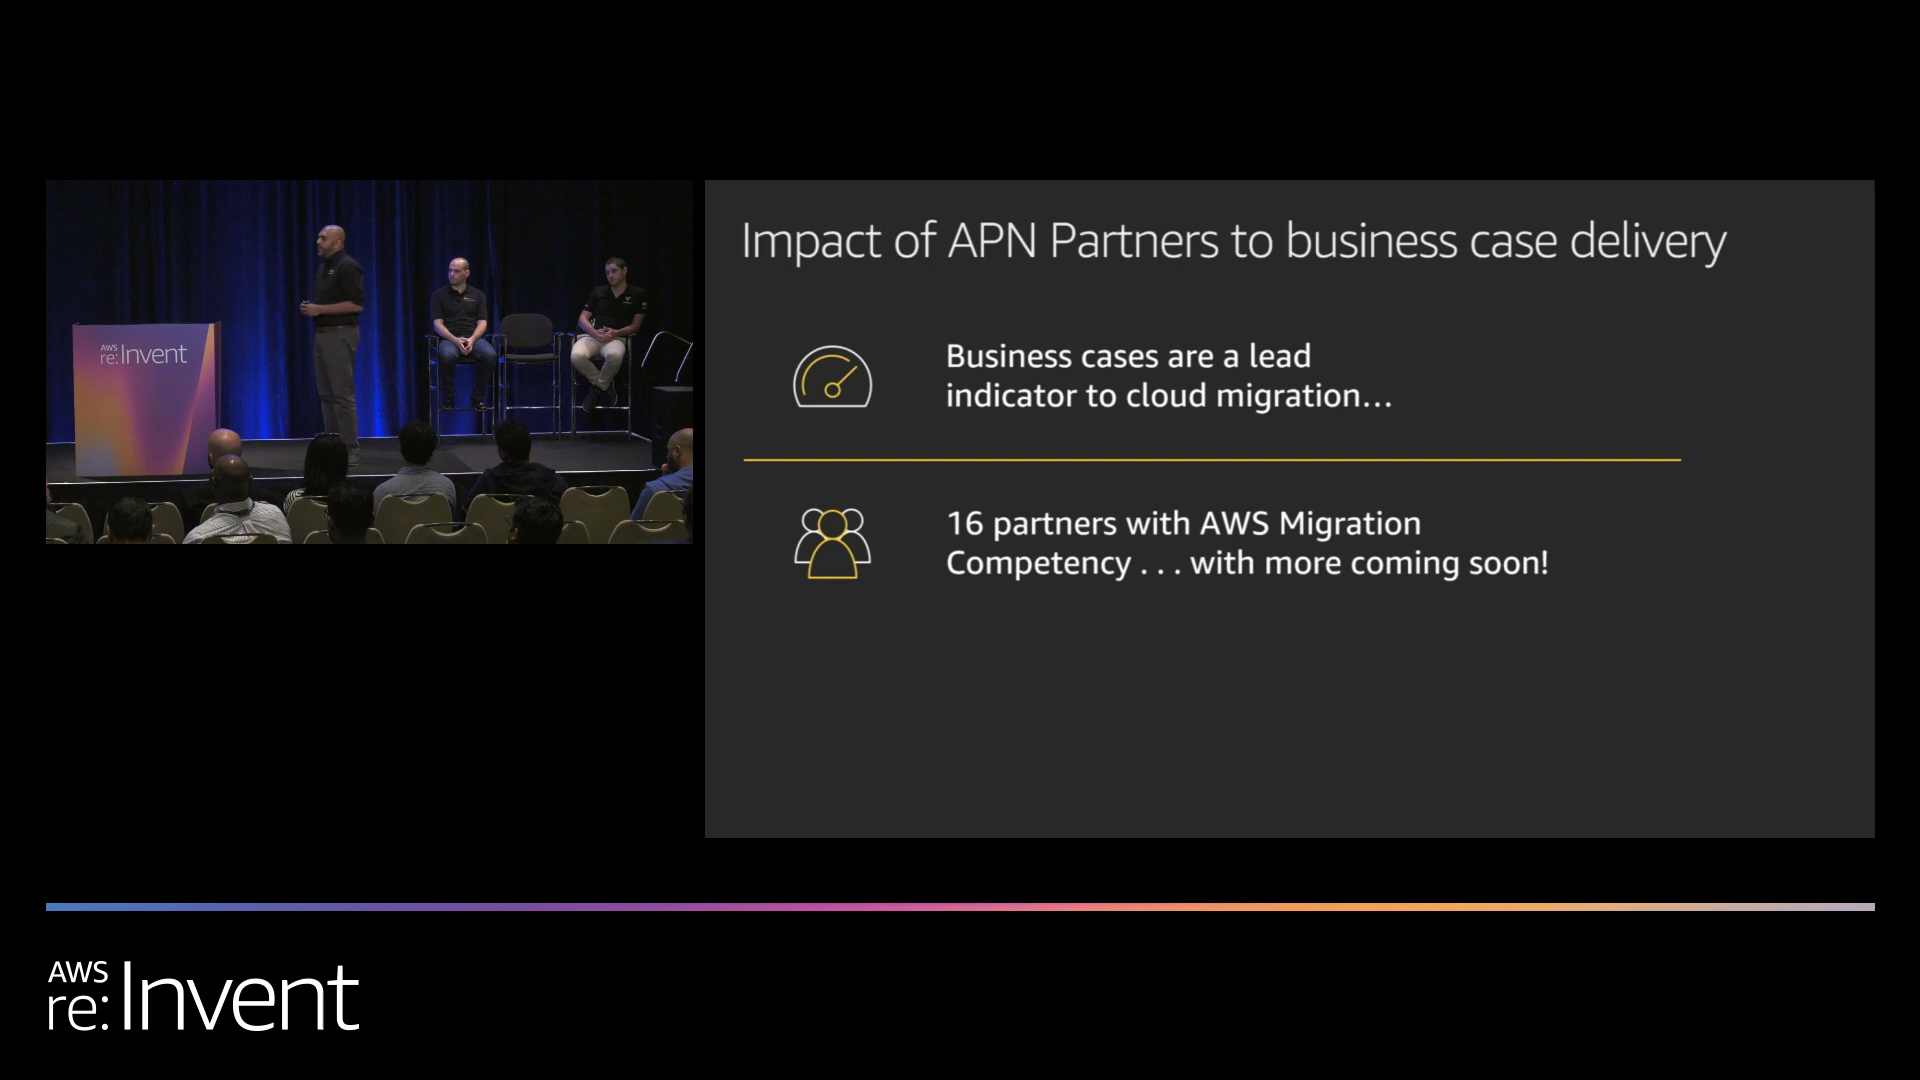 AWS
re:Invent
Impact of APN Partners to business case delivery
Business cases are a lead
indicator to cloud migration...
16 partners with AWS Migration
Competency . . . with more coming soon!
AWS
re:Invent